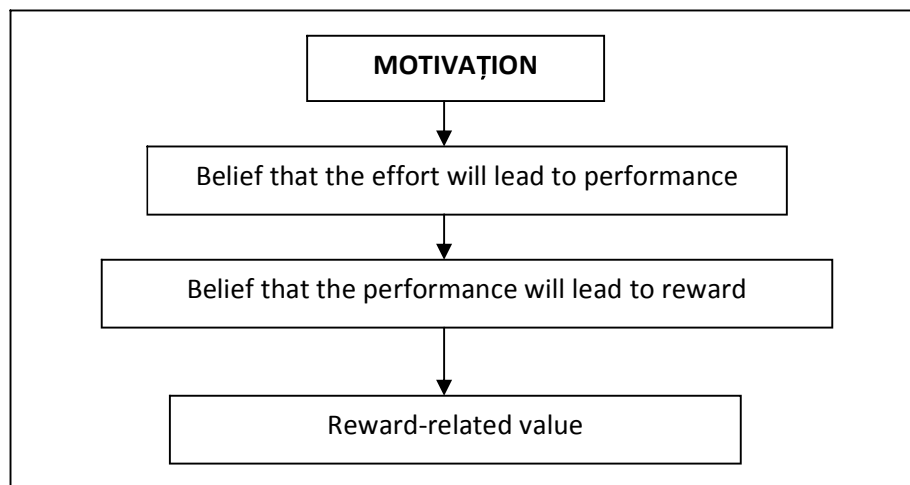 MOTIVAȚION
Belief that the effort will lead to performance
Belief that the performance will lead to reward
Reward-related value